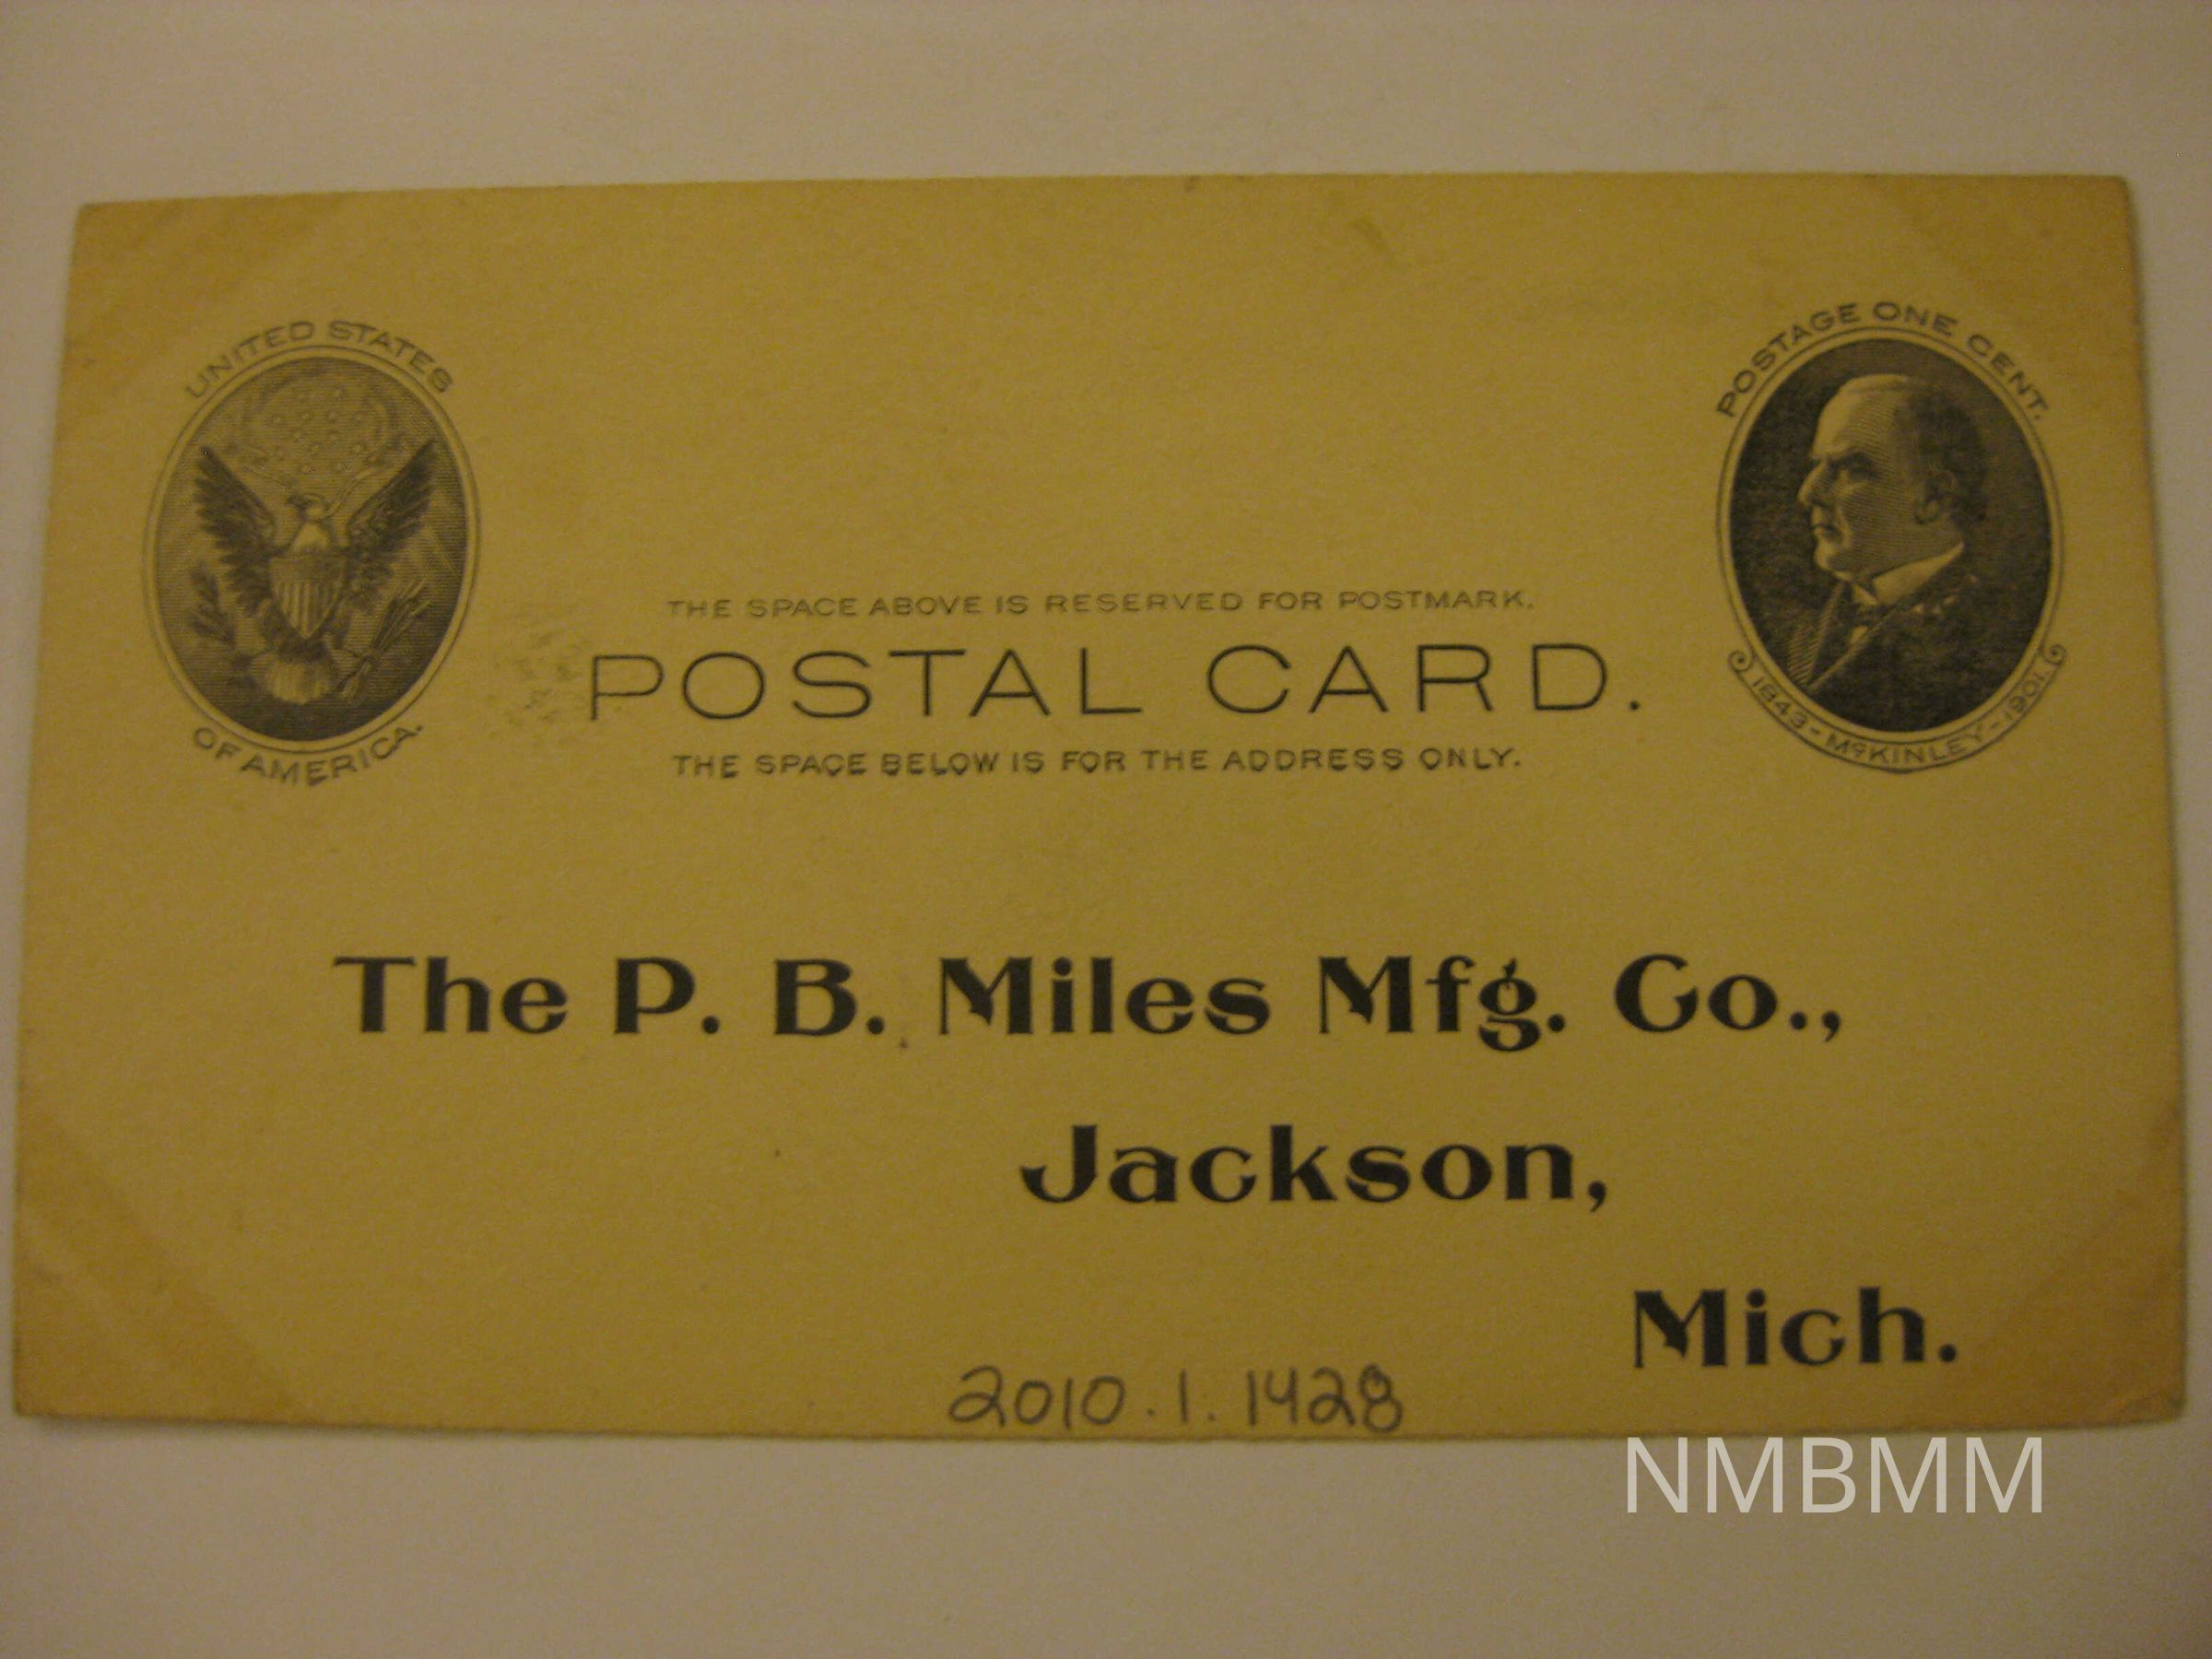 UNITED STATES
OF AMERICA.
POSTAGE ONE CENT.
1843-McKINLEY-1901.
THE SPACE ABOVE IS RESERVED FOR POSTMARK.
POSTAL CARD.
THE SPACE BELOW IS FOR THE ADDRESS ONLY.
The P. B. Miles Mfg. Co.,
Jackson,
Mich.
2010.1.1428
NMBMM